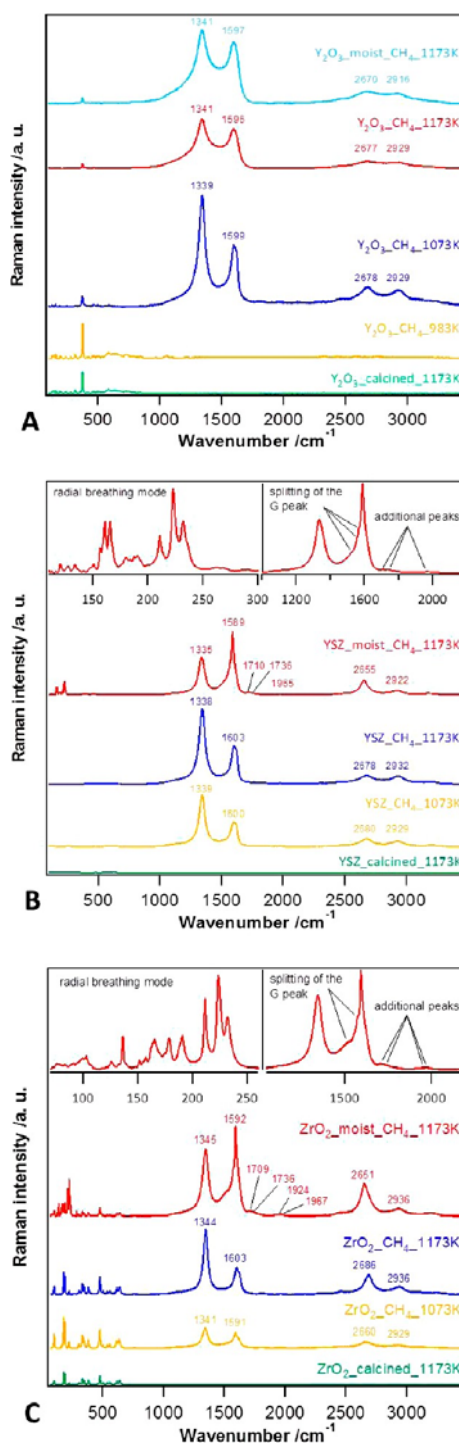 1341
1597
Y2O3_moist_CH4_1173K
2670 2916
1341
1596
Y2O3_CH4_1173K
2677 2929
1339
1599
Y2O3_CH4_1073K
2678 2929
Y2O3_CH4_983K
Y2O3_calcined_1173K
Raman intensity /a. u.
500 1000 1500 2000 2500 3000
Wavenumber /cm-1
A
radial breathing mode
splitting of the
G peak
additional peaks
150 200 250 300
1200 1400 1600 1800 2000
1589
YSZ_moist_CH4_1173K
1335
1710 1736
1965
2655 2922
1338
1603
YSZ_CH4_1173K
2678 2932
1339
1600
YSZ_CH4_1073K
2680 2929
YSZ_calcined_1173K
Raman intensity /a. u.
500 1000 1500 2000 2500 3000
Wavenumber /cm-1
B
radial breathing mode
splitting of the
G peak
additional peaks
100 150 200 250
1500 2000
ZrO2_moist_CH4_1173K
1592
1345
1709
1736
1924
1967
2651
2936
1344
1603
ZrO2_CH4_1173K
2686 2936
1341
1591
ZrO2_CH4_1073K
2660 2929
ZrO2_calcined_1173K
Raman intensity /a. u.
500 1000 1500 2000 2500 3000
Wavenumber /cm-1
C